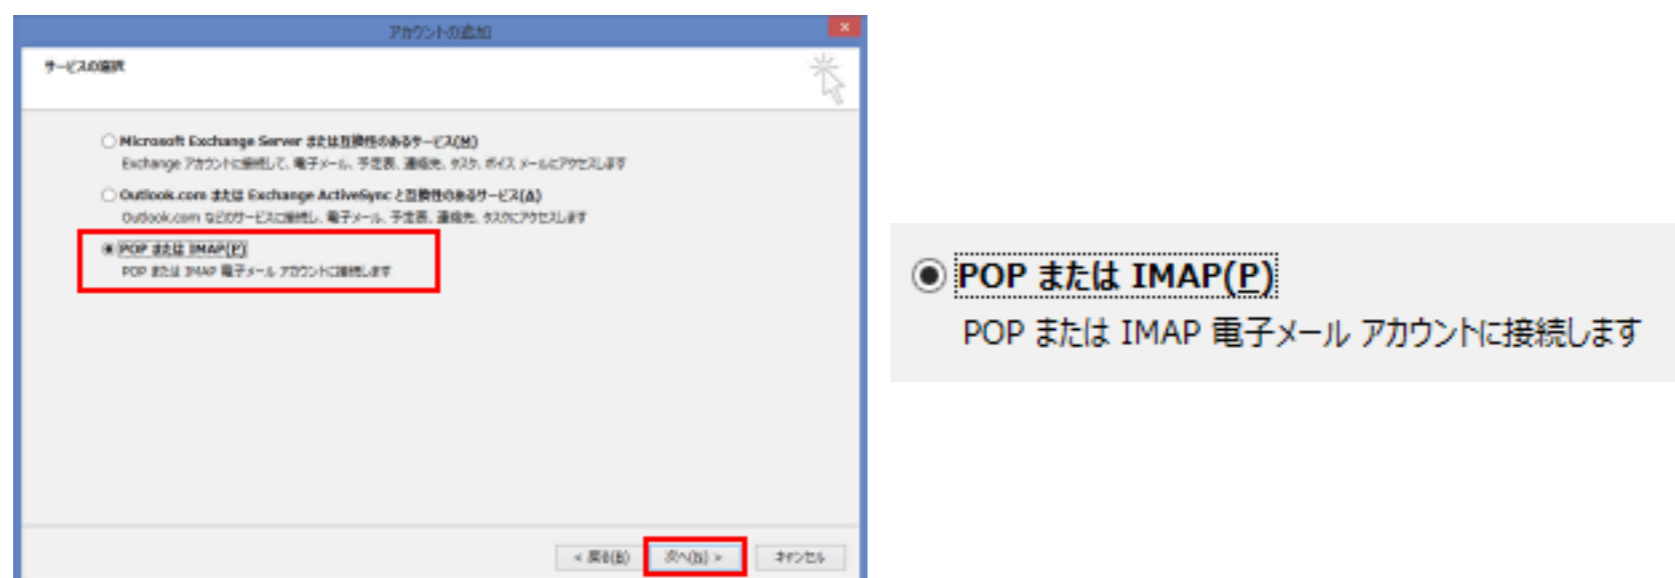 アカウントの追加
サービスの選択
Microsoft Exchange Server または互換性のあるサービス(M)
Exchange アカウントに接続して、電子メール、予定表、連絡先、タスク、ボイス メールにアクセスします
Outlook.com または Exchange ActiveSync と互換性のあるサービス(A)
Outlook.com などのサービスに接続し、電子メール、予定表、連絡先、タスクにアクセスします
POP または IMAP(P)
POP または IMAP 電子メール アカウントに接続します
< 戻る(B) 次へ(N) > キャンセル
POP または IMAP(P)
POP または IMAP 電子メール アカウントに接続します